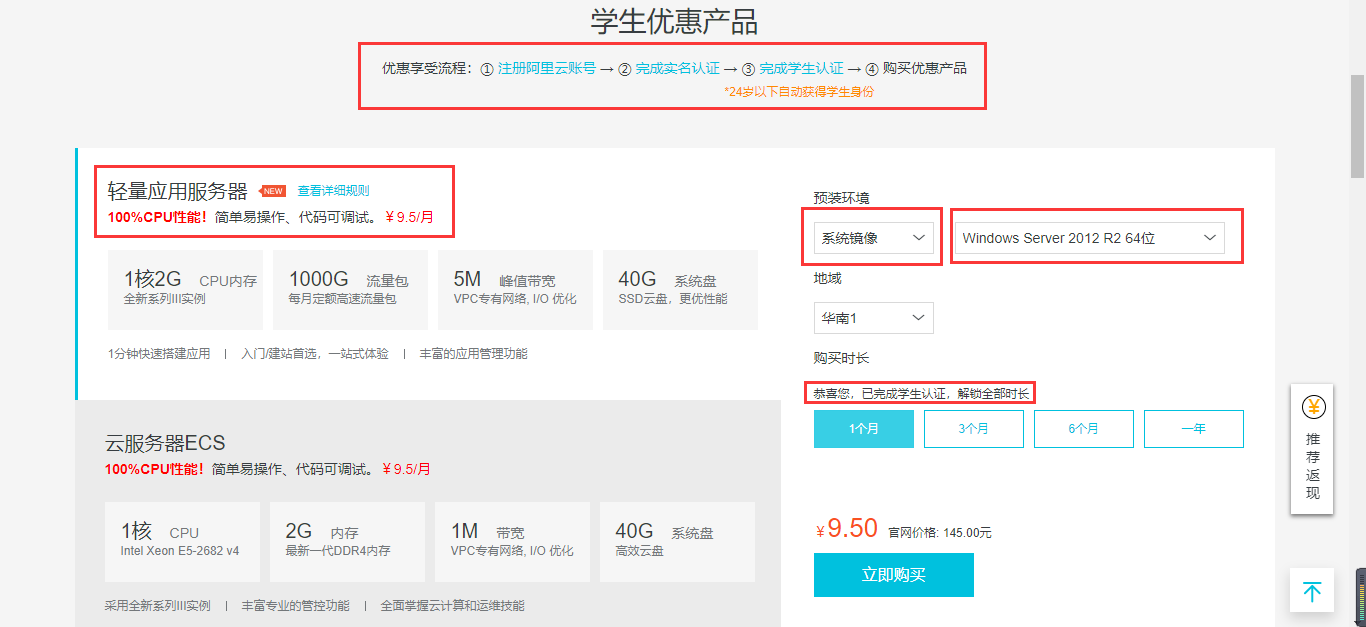 学生优惠产品
优惠享受流程：① 注册阿里云账号 → ② 完成实名认证 → ③ 完成学生认证 → ④ 购买优惠产品
*24岁以下自动获得学生身份
轻量应用服务器 NEW 查看详细规则
100%CPU性能！简单易操作、代码可调试。￥9.5/月
1核2G CPU内存
全新系列III实例
1000G 流量包
每月定额高速流量包
5M 峰值带宽
VPC专有网络, I/O 优化
40G 系统盘
SSD云盘，更优性能
1分钟快速搭建应用 | 入门/建站首选，一站式体验 | 丰富的应用管理功能
云服务器ECS
100%CPU性能！简单易操作、代码可调试。￥9.5/月
1核 CPU
Intel Xeon E5-2682 v4
2G 内存
最新一代DDR4内存
1M 带宽
VPC专有网络, I/O 优化
40G 系统盘
高效云盘
采用全新系列III实例 | 丰富专业的管控功能 | 全面掌握云计算和运维技能
预装环境
系统镜像
Windows Server 2012 R2 64位
地域
华南1
购买时长
恭喜您，已完成学生认证，解锁全部时长
1个月
3个月
6个月
一年
￥9.50 官网价格: 145.00元
立即购买
￥
推
荐
返
现